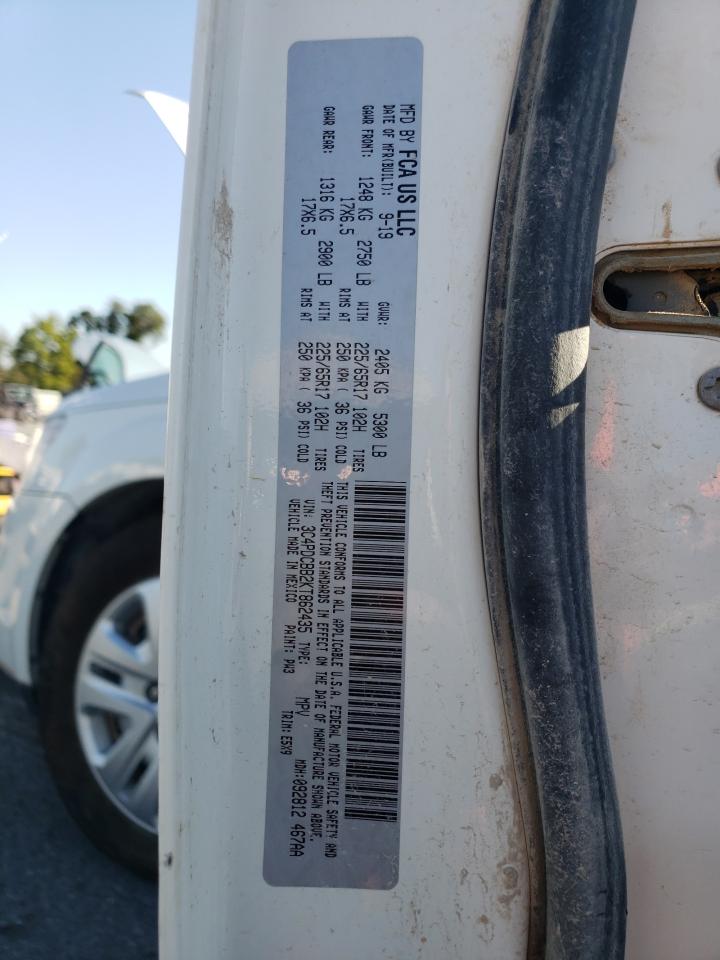 MFD BY FCA US LLC
DATE OF MFR(BUILT): 9-19 GVWR: 2405 KG 5300 LB
GAWR FRONT: 1248 KG 2750 LB WITH 225/65R17 102H TIRES
17X6.5 RIMS AT 250 KPA ( 36 PSI) COLD
GAWR REAR: 1316 KG 2900 LB WITH 225/65R17 102H TIRES
17X6.5 RIMS AT 250 KPA ( 36 PSI) COLD
THIS VEHICLE CONFORMS TO ALL APPLICABLE U.S.A. FEDERAL MOTOR VEHICLE SAFETY AND
THEFT PREVENTION STANDARDS IN EFFECT ON THE DATE OF MANUFACTURE SHOWN ABOVE.
VIN: 3C4PDCBB2KT862435 TYPE: MPV MDH:092812 467AA
VEHICLE MADE IN MEXICO PAINT: PW3 TRIM: E5X9